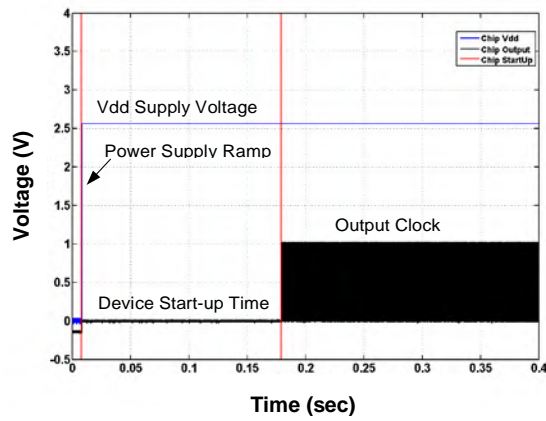 4
3.5
3
2.5
2
1.5
1
0.5
0
-0.5
Voltage (V)
Chip Vdd
Chip Output
Chip StartUp
Vdd Supply Voltage
Power Supply Ramp
Output Clock
Device Start-up Time
0 0.05 0.1 0.15 0.2 0.25 0.3 0.35 0.4
Time (sec)